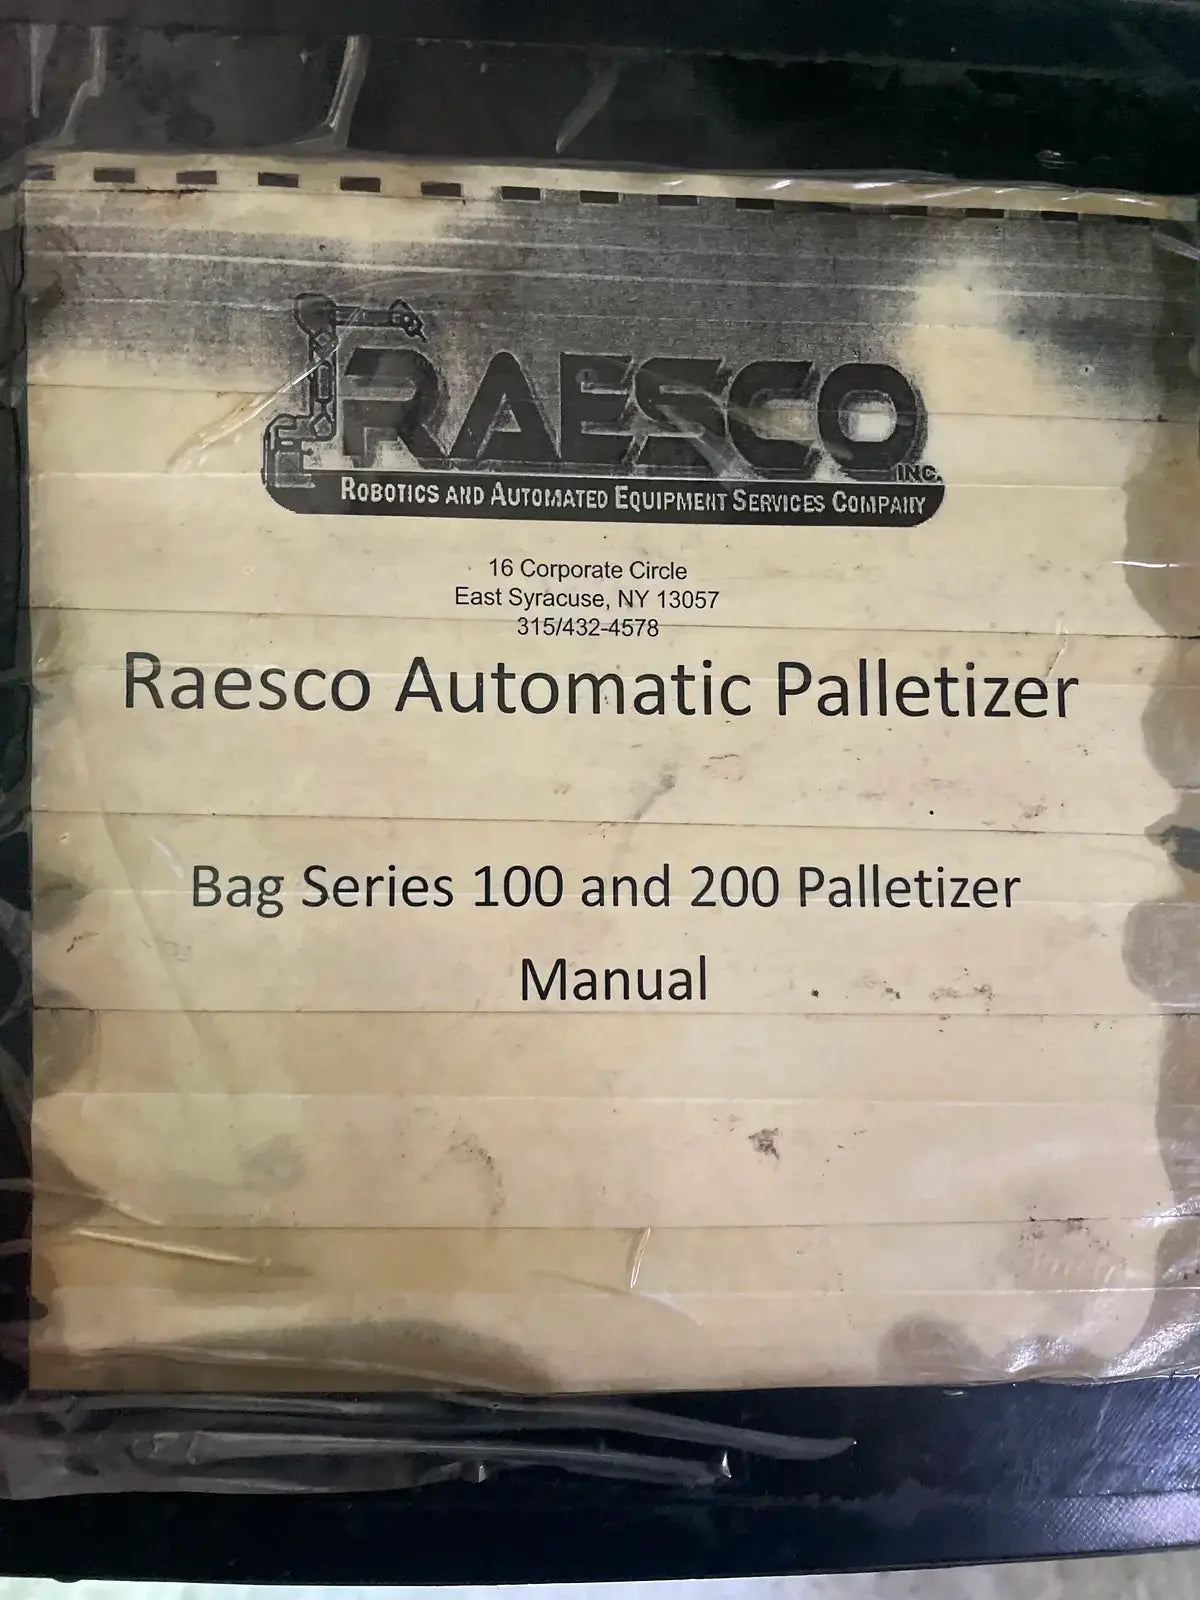 RAESCO
INC.
ROBOTICS AND AUTOMATED EQUIPMENT SERVICES COMPANY
16 Corporate Circle
East Syracuse, NY 13057
315/432-4578
Raesco Automatic Palletizer
Bag Series 100 and 200 Palletizer
Manual